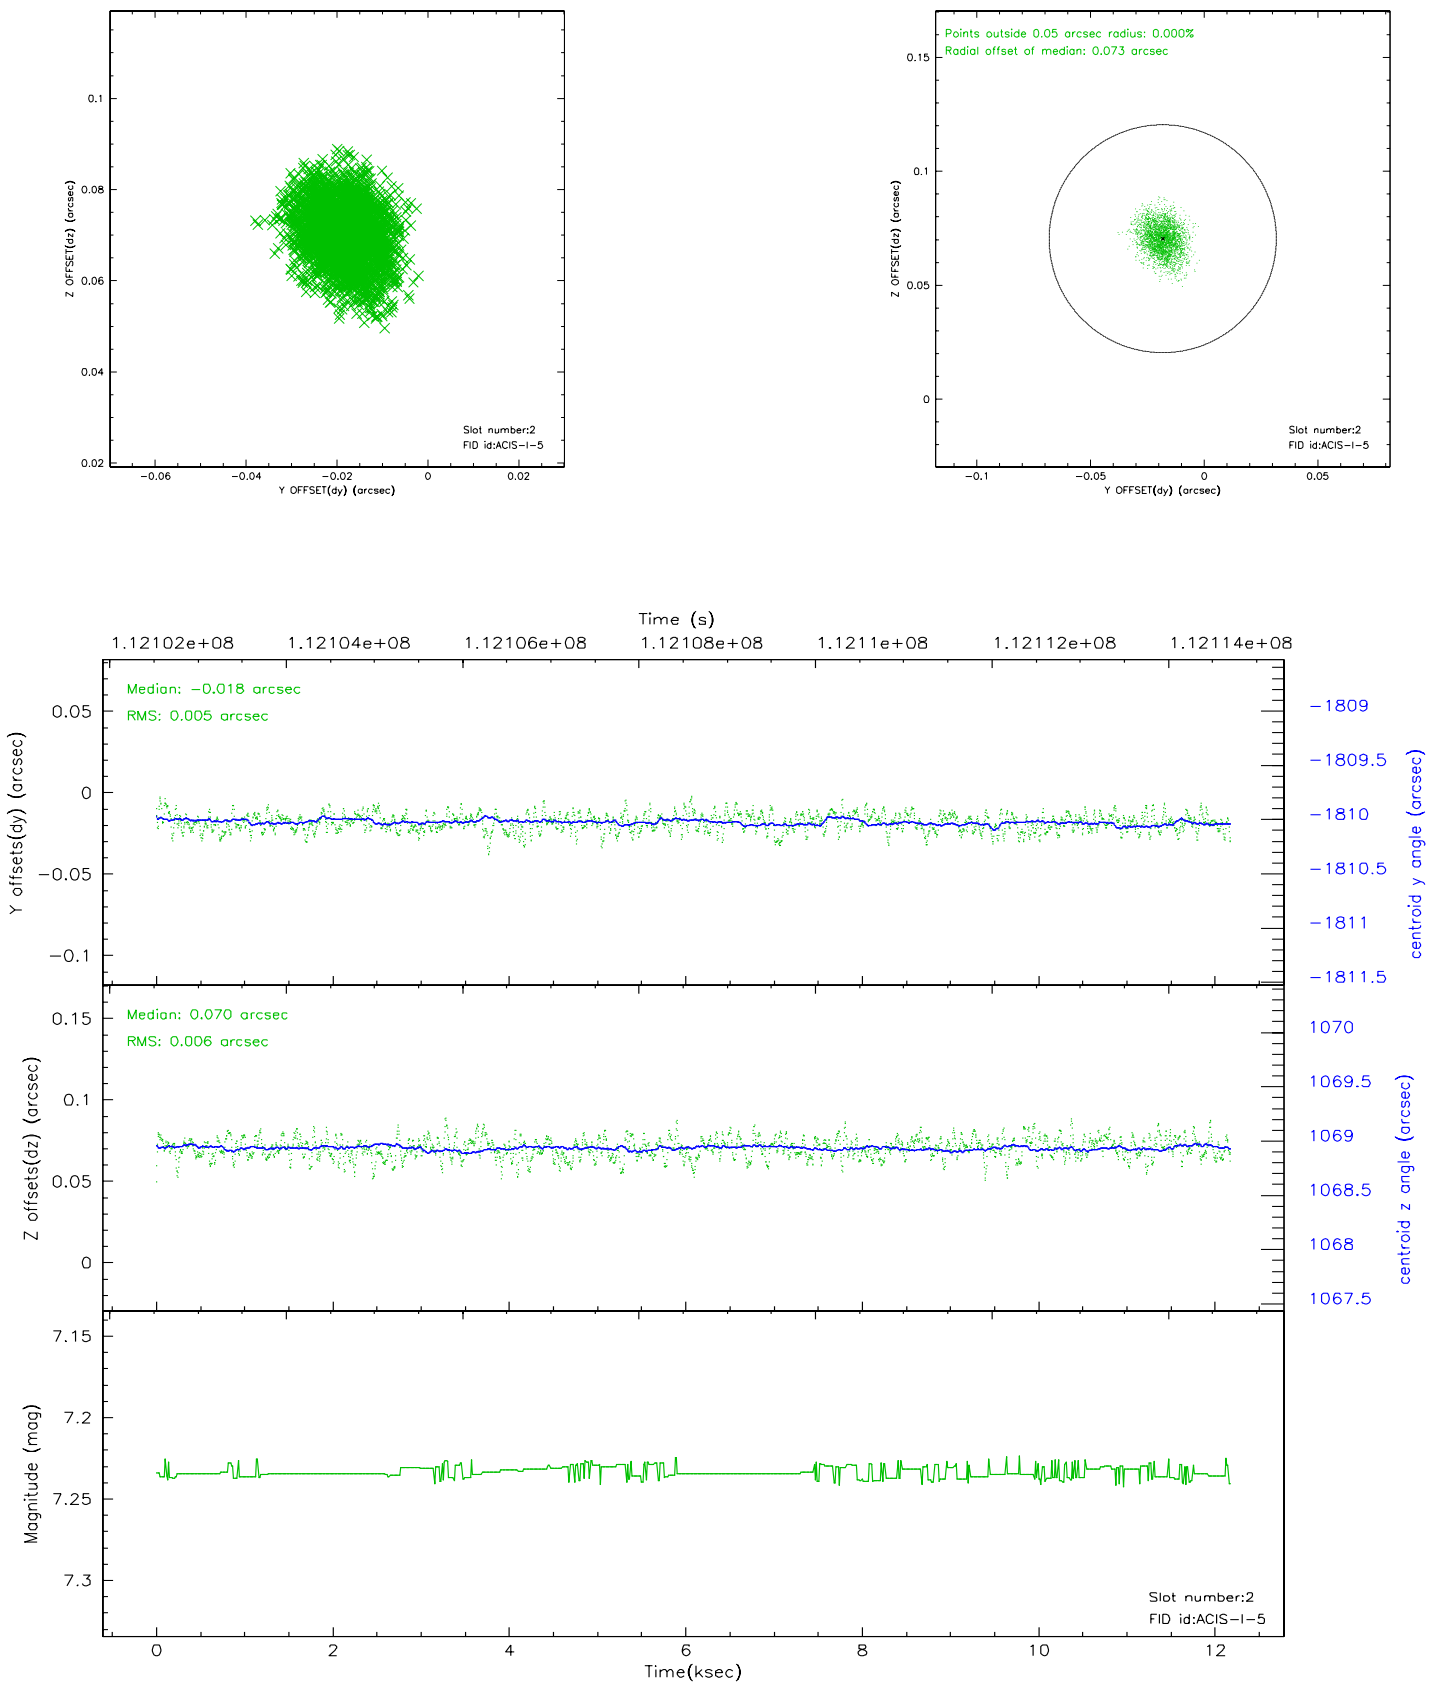 0.1
0.08
0.06
0.04
0.02
Z OFFSET(dz) (arcsec)
Slot number:2
FID id:ACIS-I-5
-0.06 -0.04 -0.02 0 0.02
Y OFFSET(dy) (arcsec)
Points outside 0.05 arcsec radius: 0.000%
Radial offset of median: 0.073 arcsec
0.15
0.1
0.05
0
Z OFFSET(dz) (arcsec)
Slot number:2
FID id:ACIS-I-5
-0.1 -0.05 0 0.05
Y OFFSET(dy) (arcsec)
Time (s)
1.12102e+08 1.12104e+08 1.12106e+08 1.12108e+08 1.1211e+08 1.12112e+08 1.12114e+08
Median: -0.018 arcsec
RMS: 0.005 arcsec
0.05
0
-0.05
-0.1
Y offsets(dy) (arcsec)
-1809
-1809.5
-1810
-1810.5
-1811
-1811.5
centroid y angle (arcsec)
Median: 0.070 arcsec
RMS: 0.006 arcsec
0.15
0.1
0.05
0
Z offsets(dz) (arcsec)
1070
1069.5
1069
1068.5
1068
1067.5
centroid z angle (arcsec)
7.15
7.2
7.25
7.3
Magnitude (mag)
Slot number:2
FID id:ACIS-I-5
0 2 4 6 8 10 12
Time(ksec)